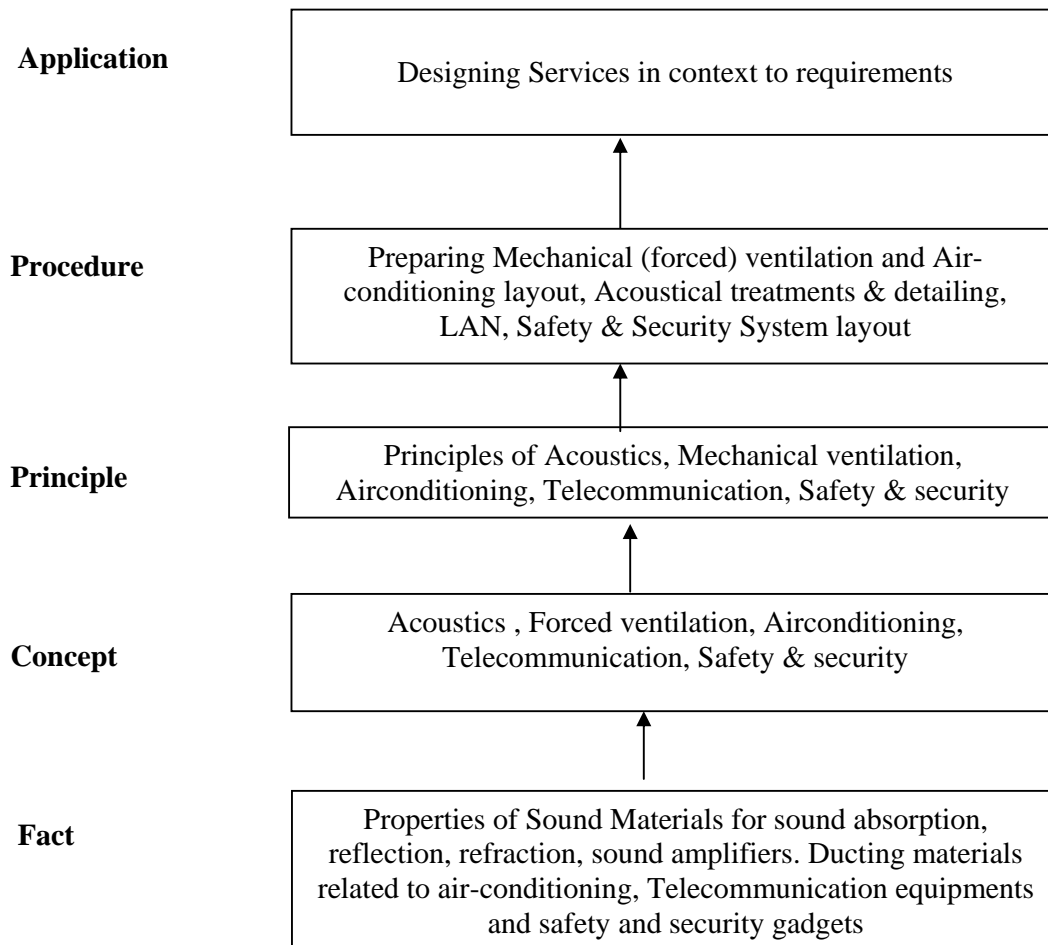 Application
Designing Services in context to requirements
Procedure
Preparing Mechanical (forced) ventilation and Air-
conditioning layout, Acoustical treatments & detailing,
LAN, Safety & Security System layout
Principle
Principles of Acoustics, Mechanical ventilation,
Airconditioning, Telecommunication, Safety & security
Concept
Acoustics , Forced ventilation, Airconditioning,
Telecommunication, Safety & security
Fact
Properties of Sound Materials for sound absorption,
reflection, refraction, sound amplifiers. Ducting materials
related to air-conditioning, Telecommunication equipments
and safety and security gadgets